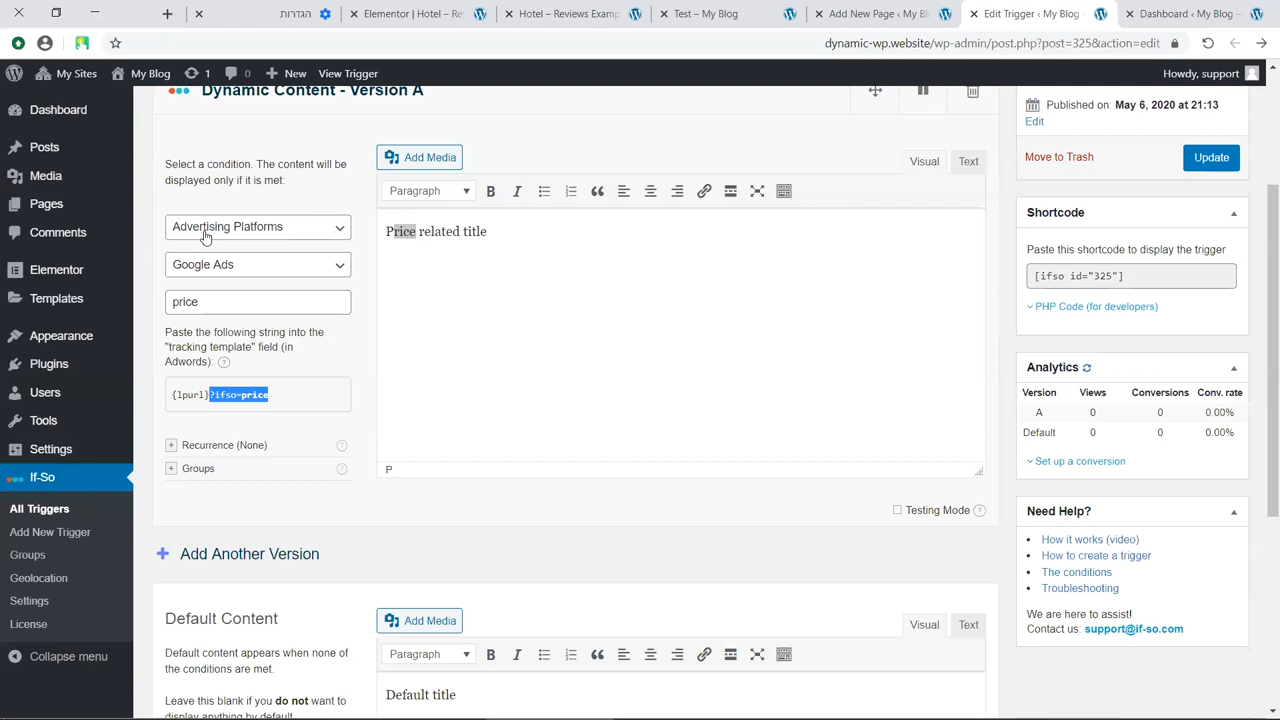 הגדרות
Elementor | Hotel – Re
Hotel – Reviews Examp
Test – My Blog
Add New Page ‹ My Bl
Edit Trigger ‹ My Blog —
Dashboard ‹ My Blog —
dynamic-wp.website/wp-admin/post.php?post=325&action=edit
My Sites
My Blog
1
0
New
View Trigger
Howdy, support
Dashboard
Posts
Media
Pages
Comments
Elementor
Templates
Appearance
Plugins
Users
Tools
Settings
If-So
All Triggers
Add New Trigger
Groups
Geolocation
Settings
License
Collapse menu
Dynamic Content - Version A
Select a condition. The content will be
displayed only if it is met:
Advertising Platforms
Google Ads
price
Paste the following string into the
"tracking template" field (in
Adwords): ?
{lpurl}?ifso=price
+ Recurrence (None) ?
+ Groups ?
Add Media
Visual
Text
Paragraph
Price related title
P
Testing Mode ?
+ Add Another Version
Default Content
Default content appears when none of
the conditions are met.
Leave this blank if you do not want to
display anything by default.
Add Media
Visual
Text
Paragraph
Default title
Published on: May 6, 2020 at 21:13
Edit
Move to Trash
Update
Shortcode
Paste this shortcode to display the trigger
[ifso id="325"]
PHP Code (for developers)
Analytics
Version Views Conversions Conv. rate
A 0 0 0.00%
Default 0 0 0.00%
Set up a conversion
Need Help?
How it works (video)
How to create a trigger
The conditions
Troubleshooting
We are here to assist!
Contact us: support@if-so.com